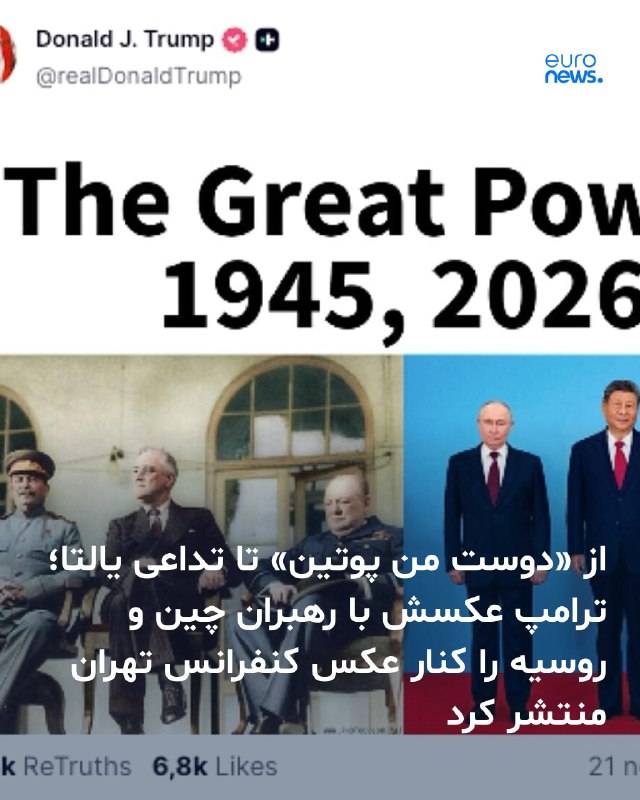 Donald J. Trump
@realDonaldTrump
euro
news.
The Great Pow
1945, 2026
از «دوست من پوتین» تا تداعی یالتا؛
ترامپ عکسش با رهبران چین و
روسیه را کنار عکس کنفرانس تهران
منتشر کرد
k ReTruths 6,8k Likes
21 n